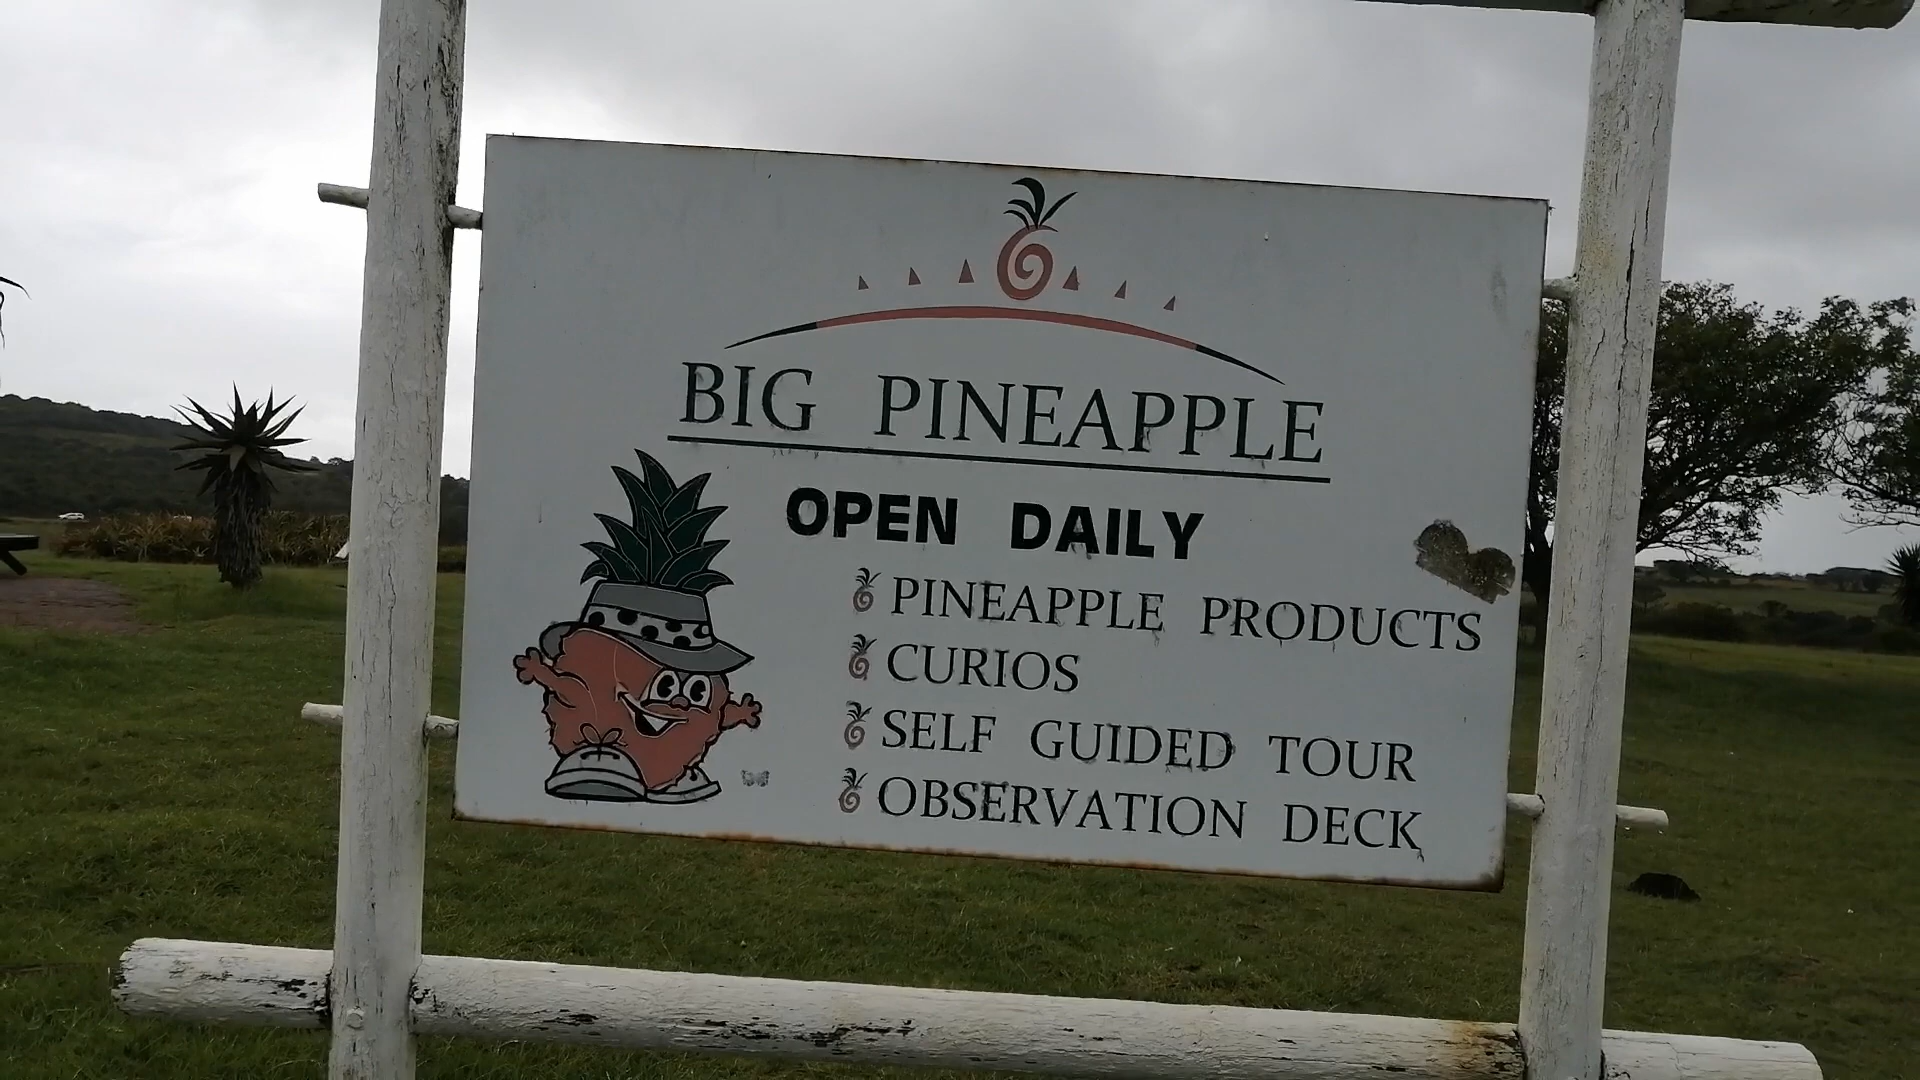 BIG PINEAPPLE
OPEN DAILY
PINEAPPLE PRODUCTS
CURIOS
SELF GUIDED TOUR
OBSERVATION DECK